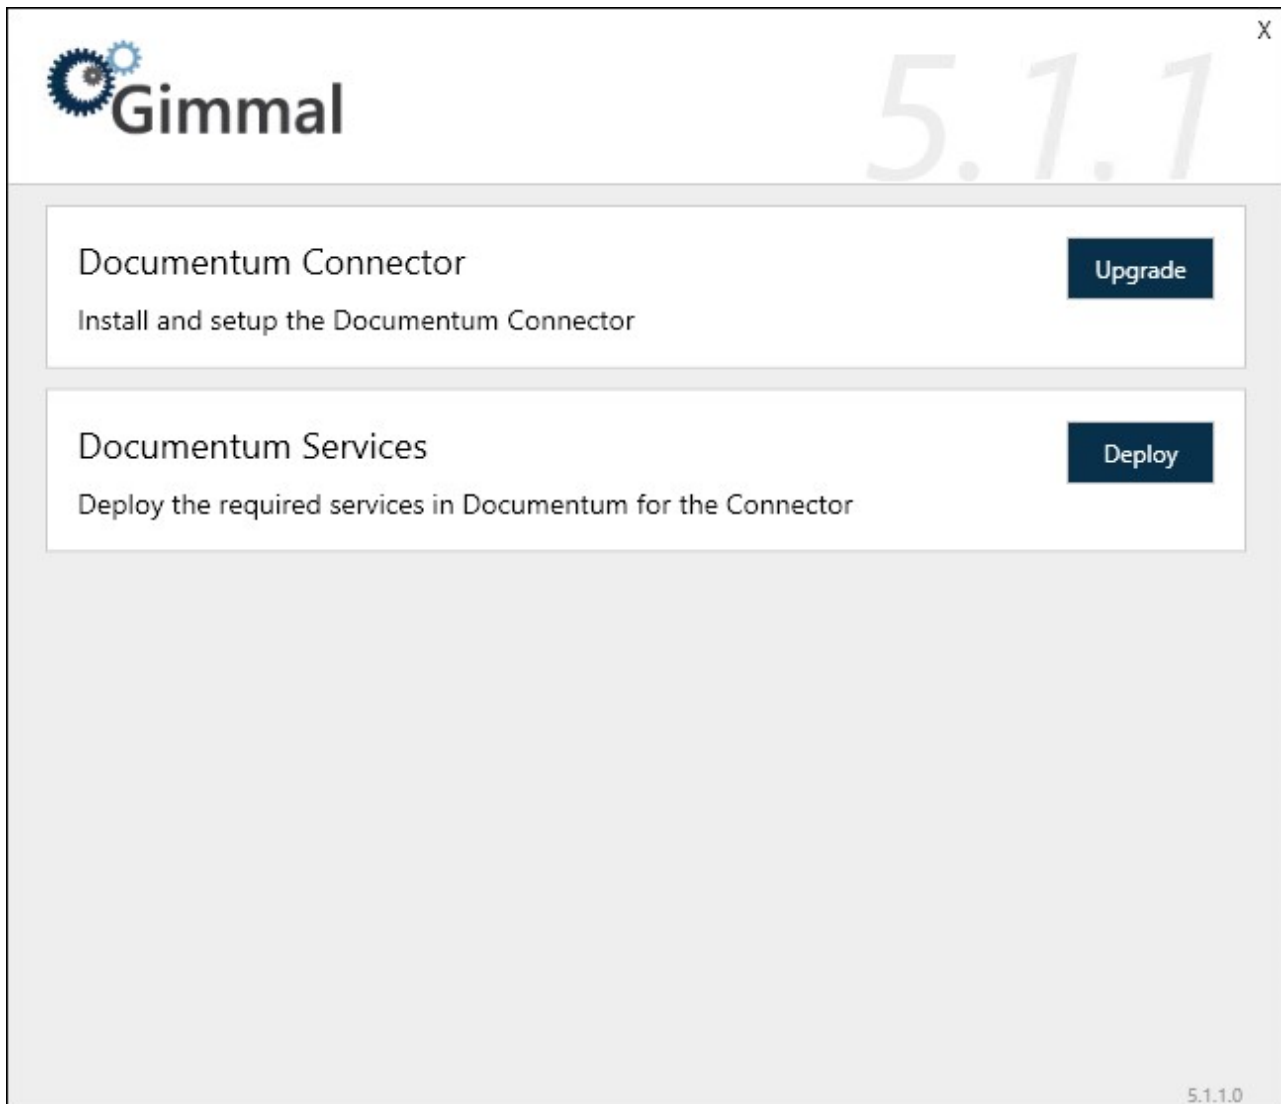 X
Gimmal
5.1.1
Documentum Connector
Upgrade
Install and setup the Documentum Connector
Documentum Services
Deploy
Deploy the required services in Documentum for the Connector
5.1.1.0